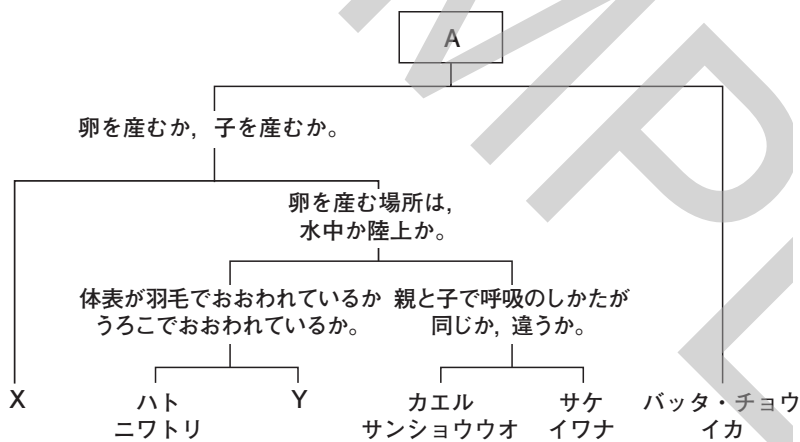 A
卵を産むか，子を産むか。
卵を産む場所は，
水中か陸上か。
体表が羽毛でおおわれているか
うろこでおおわれているか。
親と子で呼吸のしかたが
同じか，違うか。
X
ハト
ニワトリ
Y
カエル
サンショウウオ
サケ
イワナ
バッタ・チョウ
イカ